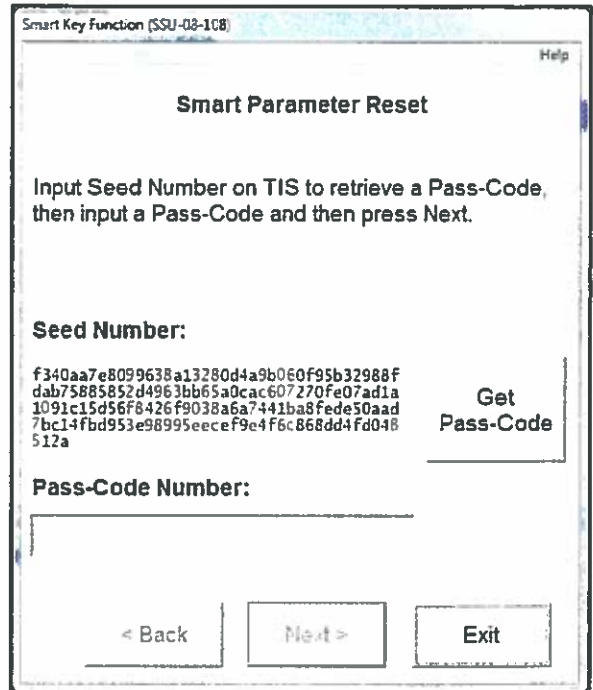 Smart Key Function (SSU-03-108)
Help
Smart Parameter Reset
Input Seed Number on TIS to retrieve a Pass-Code,
then input a Pass-Code and then press Next.
Seed Number:
f340aa7e8099638a13280d4a9b060f95b32988f
dab75885852d4963bb65a0cac607270fe07ad1a
1091c15d56f8426f9038a6a7441ba8fede50aad
7bc14fbd953e98995eecef9e4f6c868dd4fd048
512a
Get
Pass-Code
Pass-Code Number:
< Back
Next >
Exit